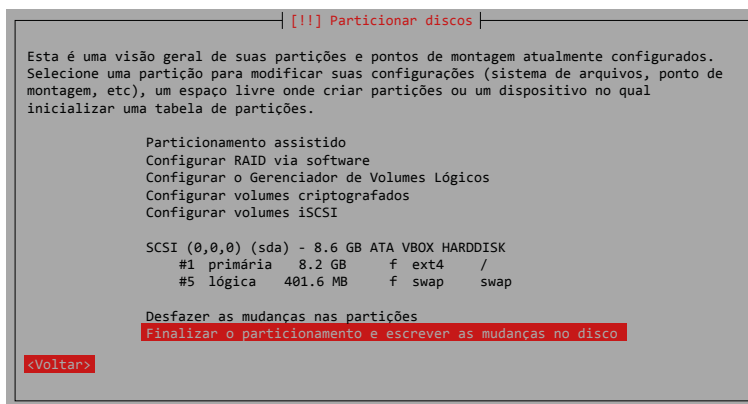 [!!] Particionar discos
Esta é uma visão geral de suas partições e pontos de montagem atualmente configurados.
Selecione uma partição para modificar suas configurações (sistema de arquivos, ponto de
montagem, etc), um espaço livre onde criar partições ou um dispositivo no qual
inicializar uma tabela de partições.
Particionamento assistido
Configurar RAID via software
Configurar o Gerenciador de Volumes Lógicos
Configurar volumes criptografados
Configurar volumes iSCSI
SCSI (0,0,0) (sda) - 8.6 GB ATA VBOX HARDDISK
#1 primária 8.2 GB f ext4 /
#5 lógica 401.6 MB f swap swap
Desfazer as mudanças nas partições
Finalizar o particionamento e escrever as mudanças no disco
<Voltar>